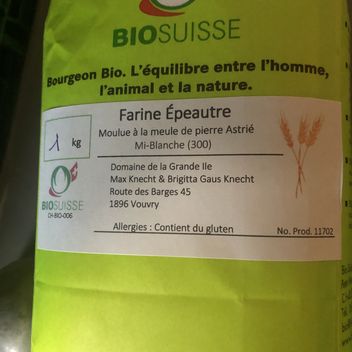 BIOSUISSE
Bourgeon Bio. L'équilibre entre l'homme,
l'animal et la nature.
Farine Épeautre
Moulue à la meule de pierre Astrié
Mi-Blanche (300)
1 kg
Domaine de la Grande Ile
Max Knecht & Brigitta Gaus Knecht
Route des Barges 45
1896 Vouvry
BIOSUISSE
CH-BIO-006
Allergies : Contient du gluten
No. Prod. 11702